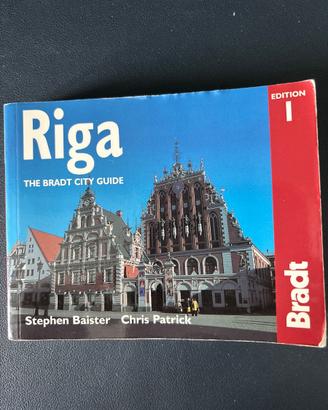 Riga
THE BRADT CITY GUIDE
EDITION
1
Stephen Baister Chris Patrick
Bradt